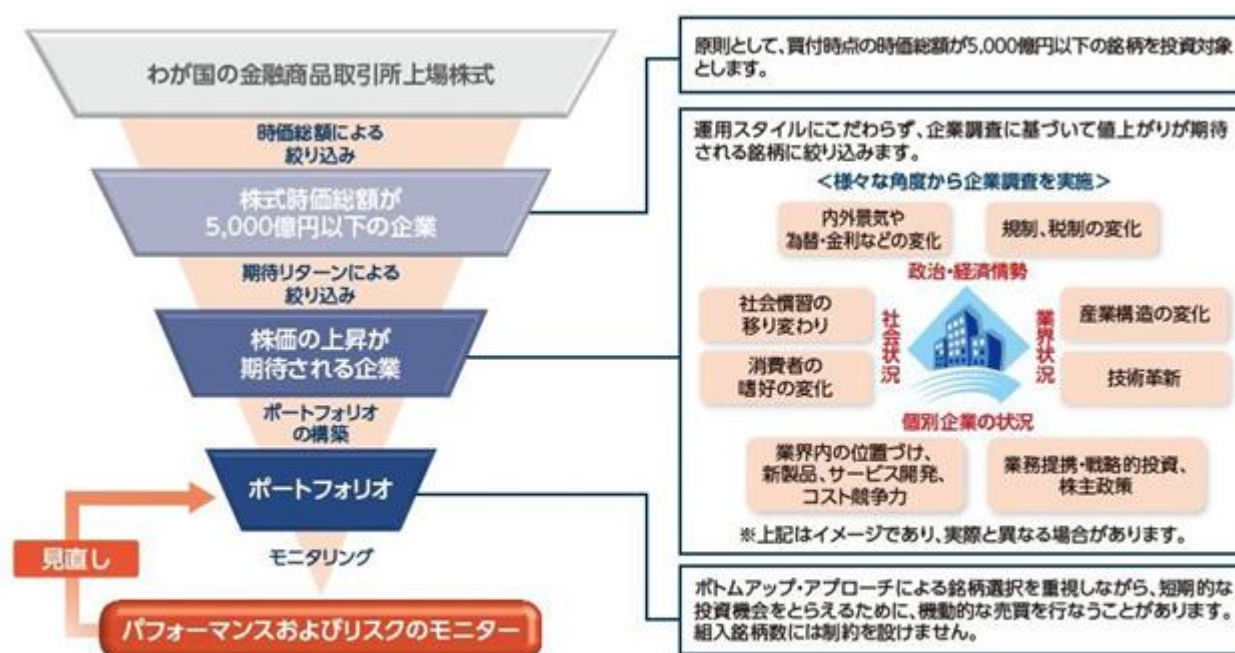 わが国の金融商品取引所上場株式
時価総額による
絞り込み
株式時価総額が
5,000億円以下の企業
期待リターンによる
絞り込み
株価の上昇が
期待される企業
ポートフォリオ
の構築
ポートフォリオ
見直し
モニタリング
パフォーマンスおよびリスクのモニター
原則として、買付時点の時価総額が5,000億円以下の銘柄を投資対象
とします。
運用スタイルにこだわらず、企業調査に基づいて値上がりが期待
される銘柄に絞り込みます。
<様々な角度から企業調査を実施>
内外景気や
為替・金利などの変化
規制、税制の変化
政治・経済情勢
社会慣習の
移り変わり
消費者の
嗜好の変化
社会状況
業界状況
産業構造の変化
技術革新
個別企業の状況
業界内の位置づけ、
新製品、サービス開発、
コスト競争力
業務提携・戦略的投資、
株主政策
※上記はイメージであり、実際と異なる場合があります。
ボトムアップ・アプローチによる銘柄選択を重視しながら、短期的な
投資機会をとらえるために、機動的な売買を行なうことがあります。
組入銘柄数には制約を設けません。